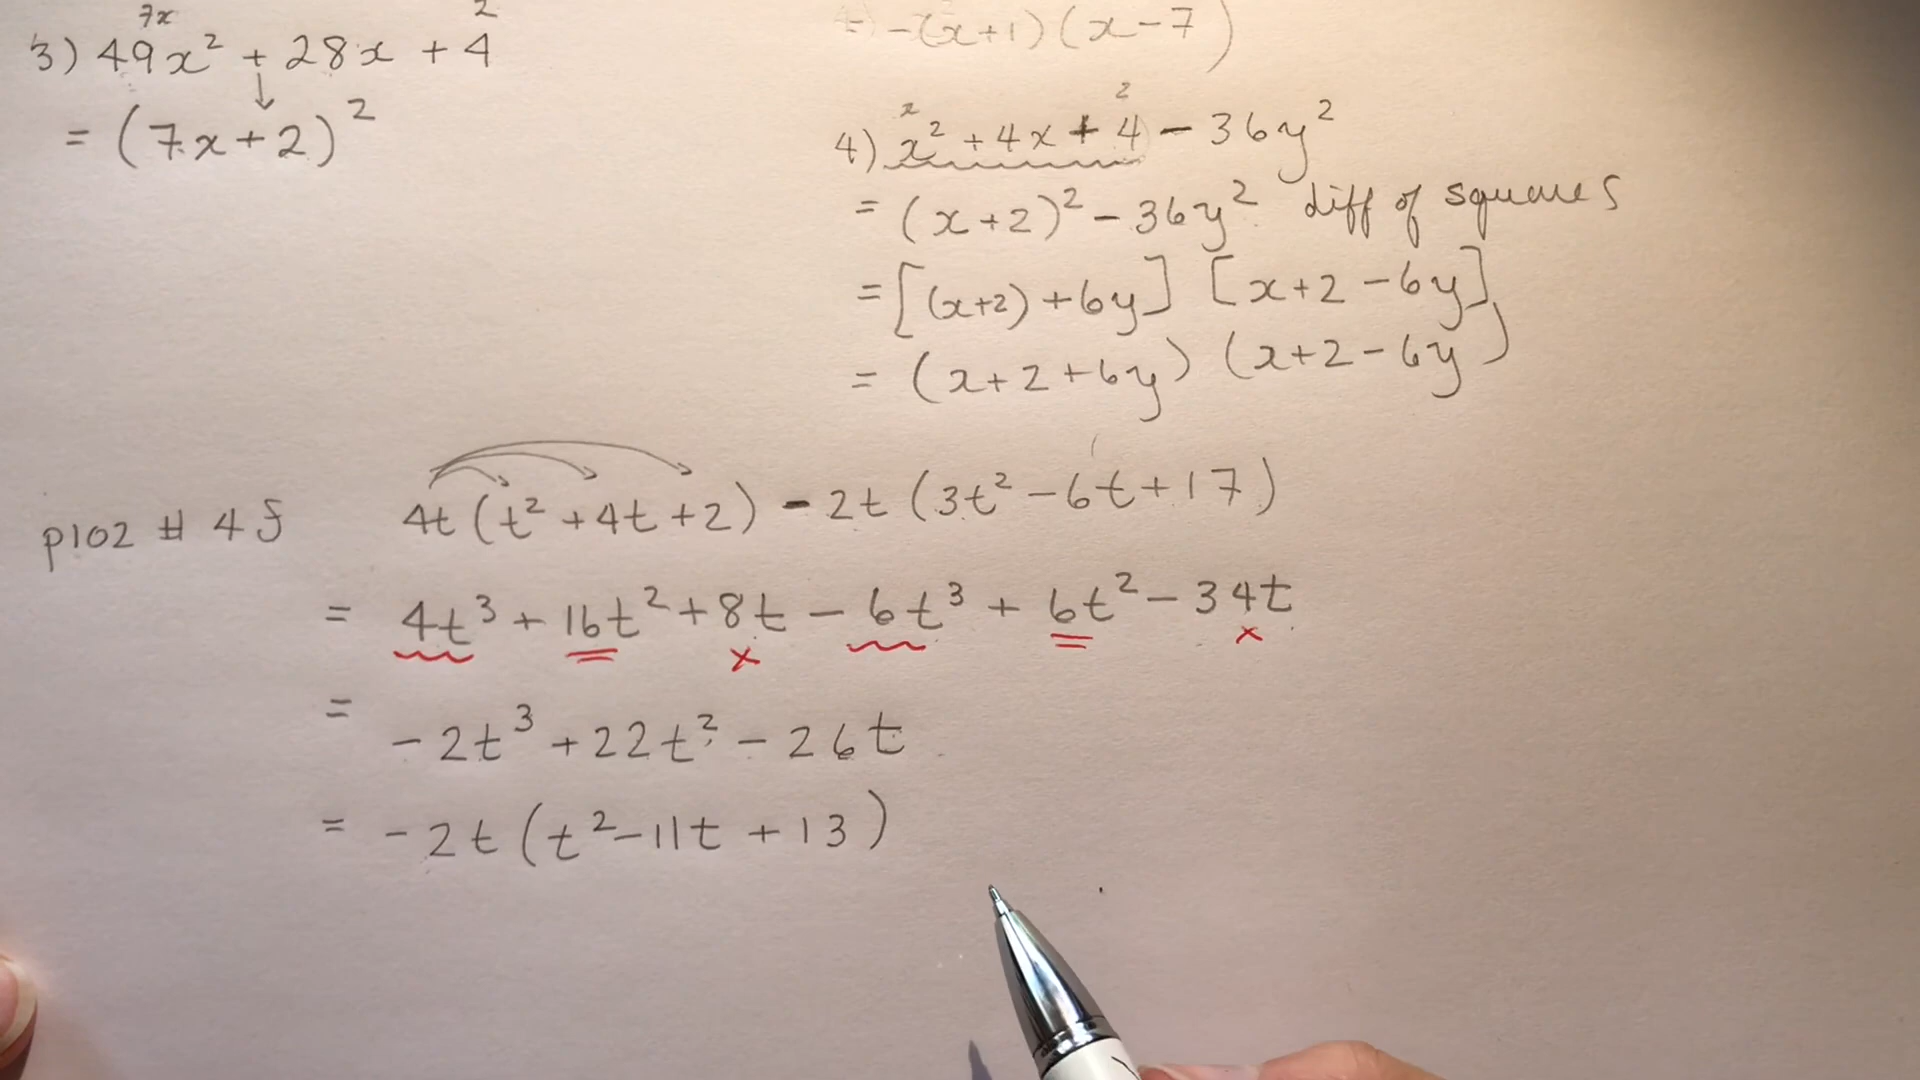 7x 2
3) 49x² + 28x + 4
↓
= (7x+2)²
-(x+1)(x-7)
x 2
4) x² + 4x + 4 - 36y²
= (x+2)² - 36y² diff of squares
= [(x+2) + 6y] [x+2 - 6y]
= (x+2+6y) (x+2-6y)
p102 # 4f 4t(t² + 4t + 2) - 2t(3t² - 6t + 17)
= 4t³ + 16t² + 8t - 6t³ + 6t² - 34t
x x
= -2t³ + 22t² - 26t
= -2t(t² - 11t + 13)